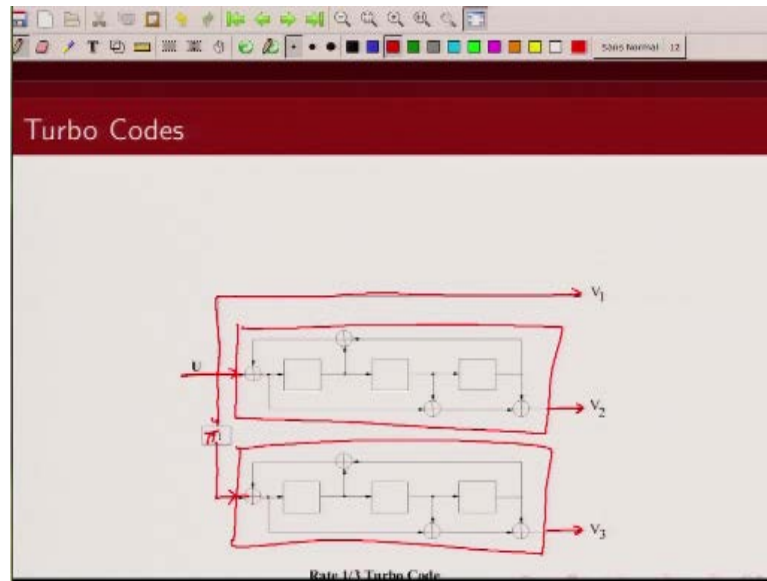 T
Sans Normal 12
Turbo Codes
V1
U
V2
π
V3
Rate 1/3 Turbo Code